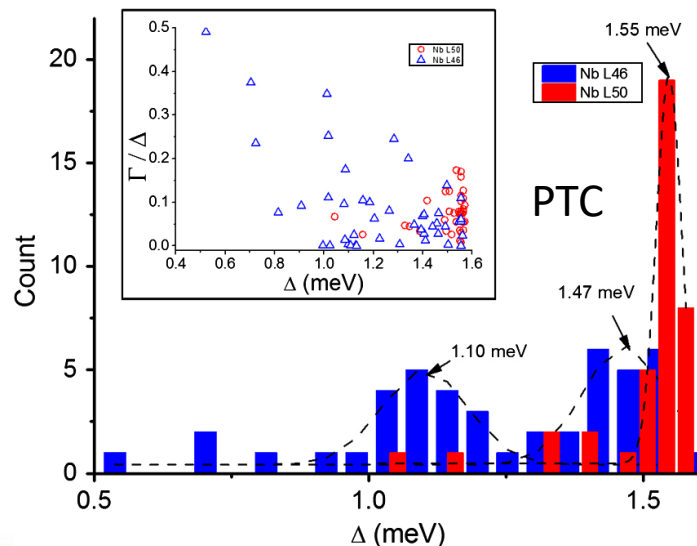 0.5
0.4
0.3
0.2
0.1
0.0
Γ / Δ
0.4 0.6 0.8 1.0 1.2 1.4 1.6
Δ (meV)
Nb L50
Nb L46
1.55 meV
Nb L46
Nb L50
PTC
1.47 meV
1.10 meV
20
15
10
5
0
Count
0.5 1.0 1.5
Δ (meV)